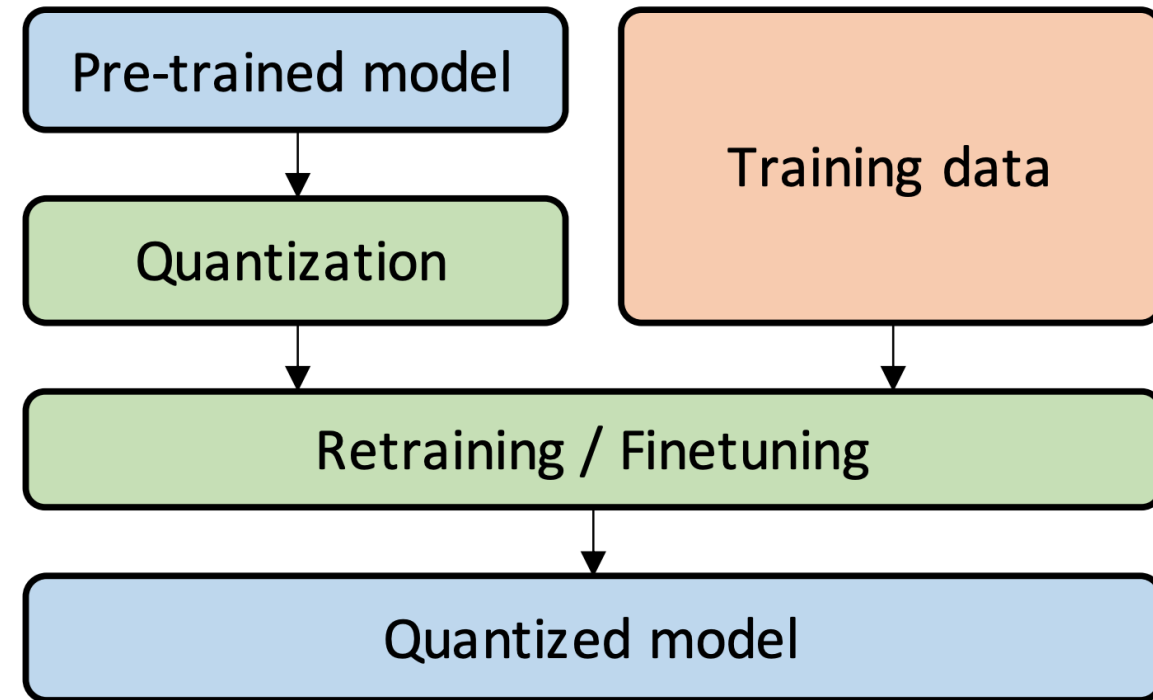 Pre-trained model
Training data
Quantization
Retraining / Finetuning
Quantized model